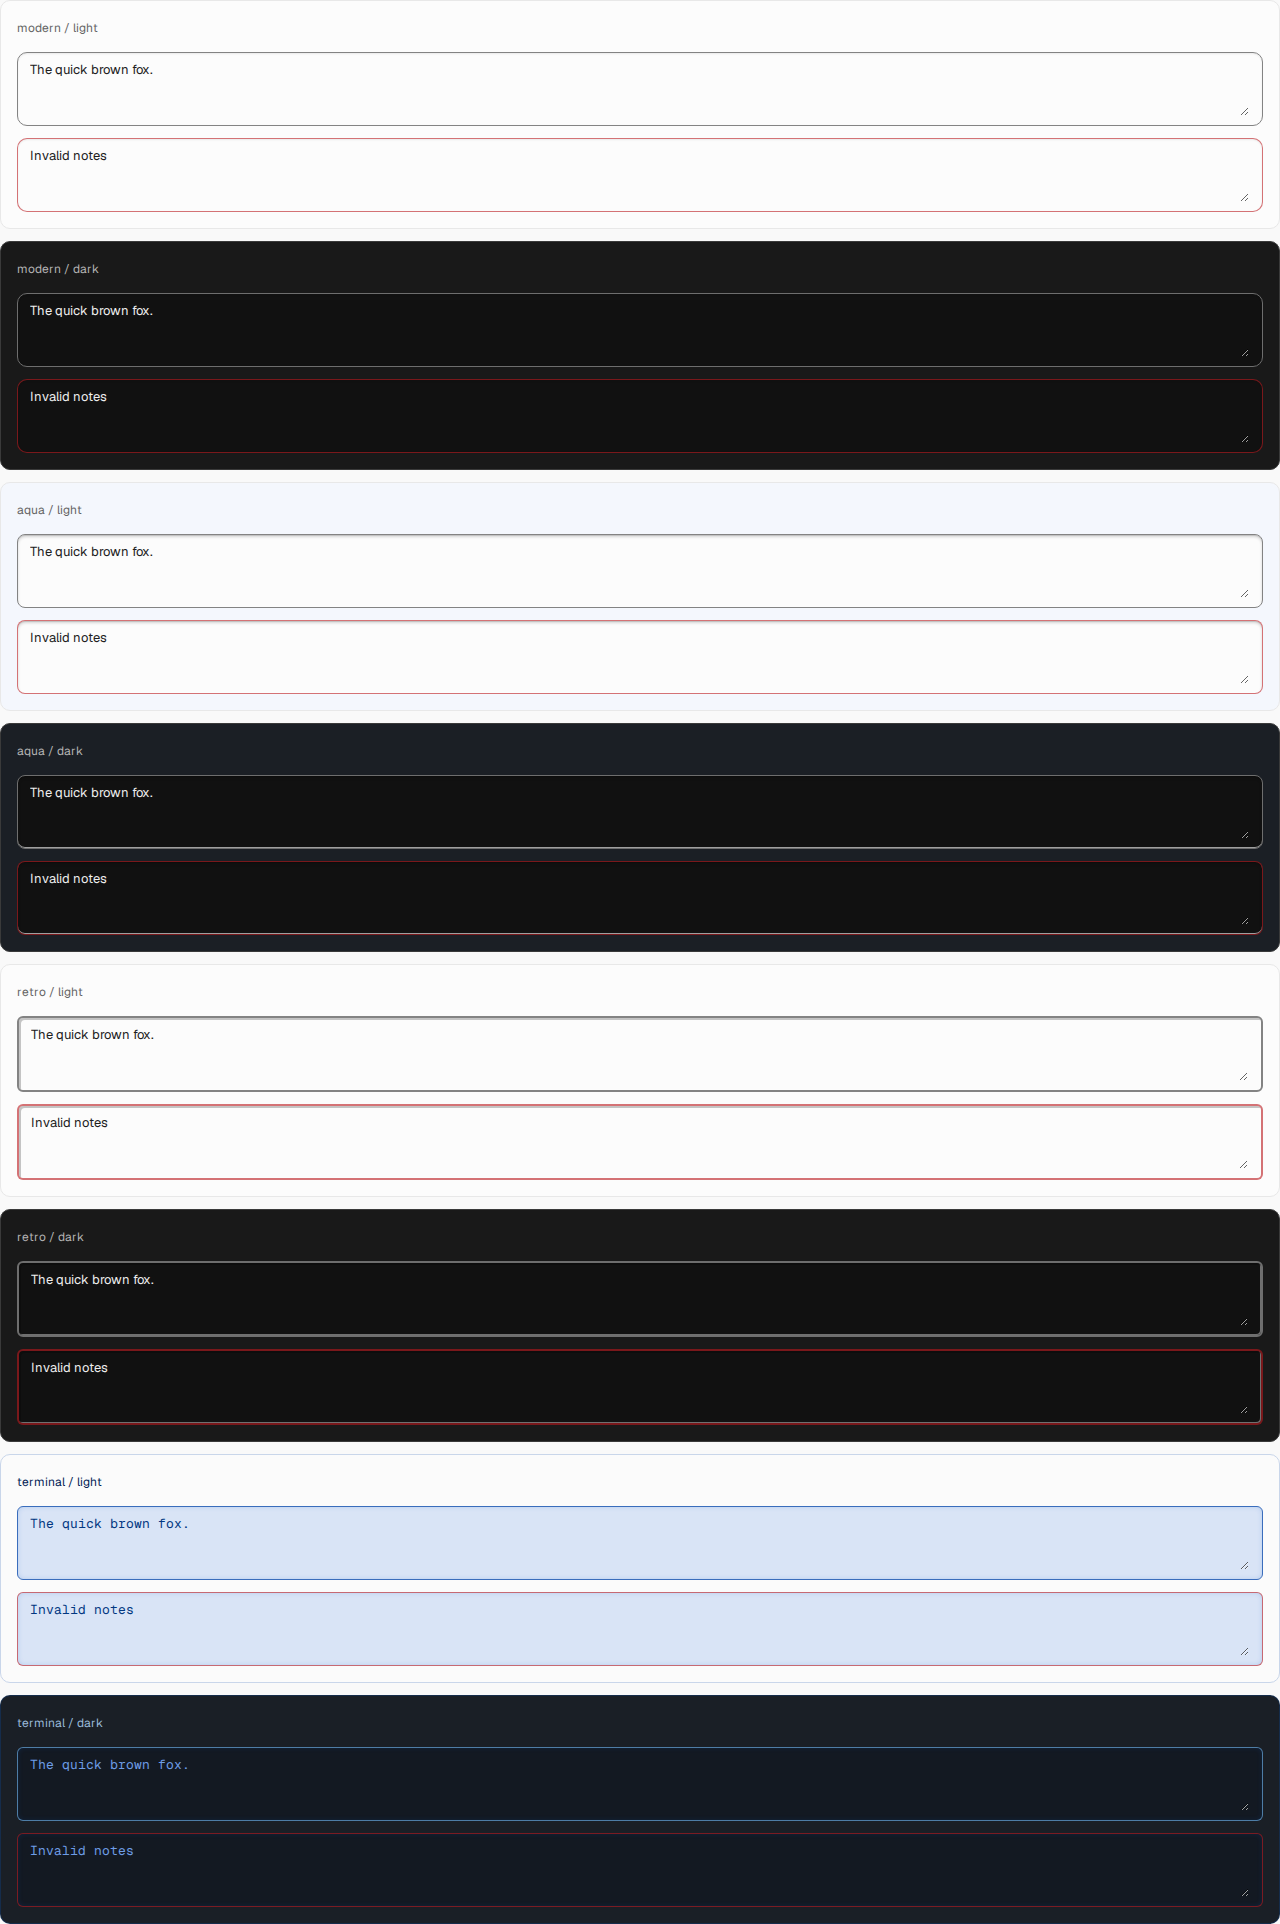 modern / light
The quick brown fox.
Invalid notes
modern / dark
The quick brown fox.
Invalid notes
aqua / light
The quick brown fox.
Invalid notes
aqua / dark
The quick brown fox.
Invalid notes
retro / light
The quick brown fox.
Invalid notes
retro / dark
The quick brown fox.
Invalid notes
terminal / light
The quick brown fox.
Invalid notes
terminal / dark
The quick brown fox.
Invalid notes